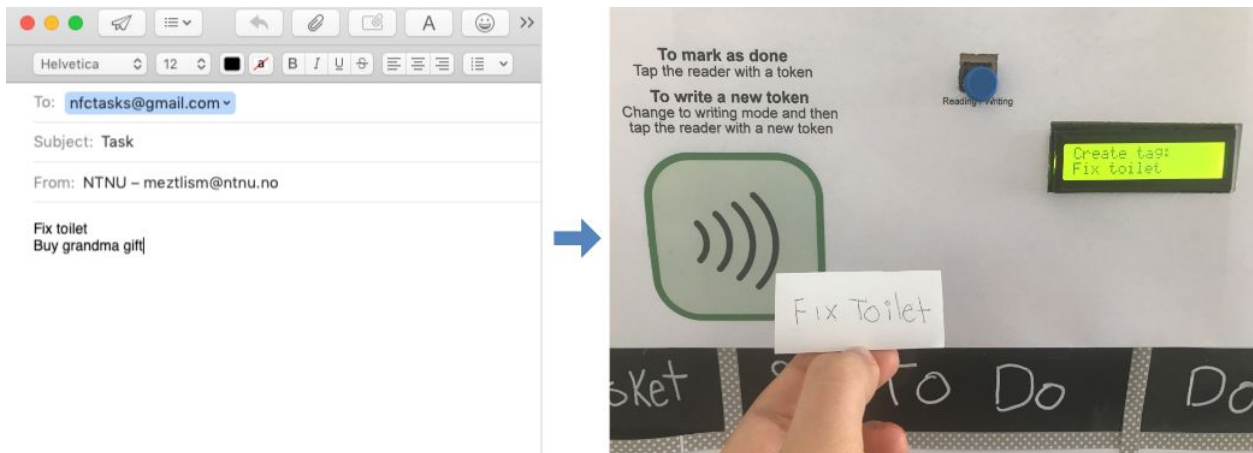 Helvetica 12 a B I U S
To: nfctasks@gmail.com
Subject: Task
From: NTNU – meztlism@ntnu.no
Fix toilet
Buy grandma gift
To mark as done
Tap the reader with a token
To write a new token
Change to writing mode and then
tap the reader with a new token
Reading / Writing
Create tag:
Fix toilet
Fix Toilet
sket
To Do
Do